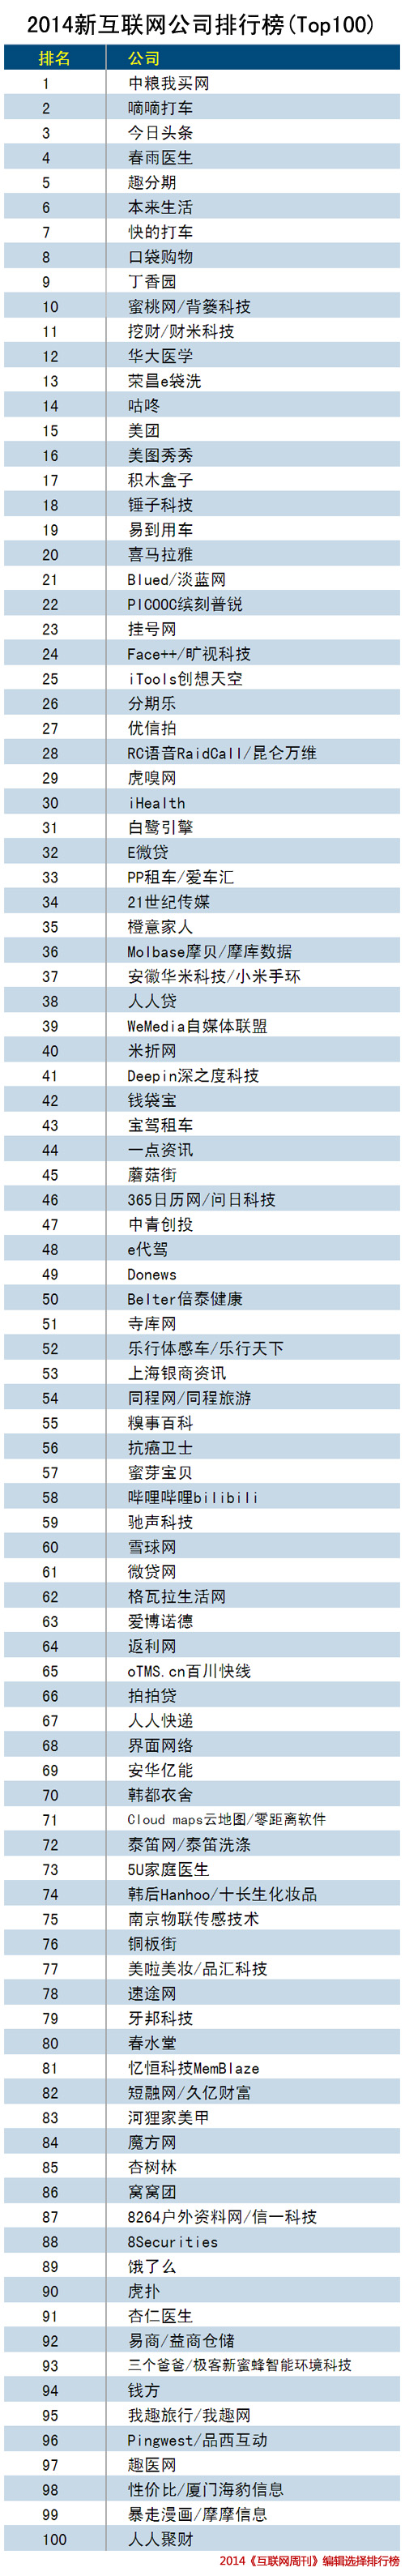 2014新互联网公司排行榜(Top100)
排名 公司
1 中粮我买网
2 嘀嘀打车
3 今日头条
4 春雨医生
5 趣分期
6 本来生活
7 快的打车
8 口袋购物
9 丁香园
10 蜜桃网/背篓科技
11 挖财/财米科技
12 华大医学
13 荣昌e袋洗
14 咕咚
15 美团
16 美图秀秀
17 积木盒子
18 锤子科技
19 易到用车
20 喜马拉雅
21 Blued/淡蓝网
22 PICOOC缤刻普锐
23 挂号网
24 Face++/旷视科技
25 iTools创想天空
26 分期乐
27 优信拍
28 RC语音RaidCall/昆仑万维
29 虎嗅网
30 iHealth
31 白鹭引擎
32 E微贷
33 PP租车/爱车汇
34 21世纪传媒
35 橙意家人
36 Molbase摩贝/摩库数据
37 安徽华米科技/小米手环
38 人人贷
39 WeMedia自媒体联盟
40 米折网
41 Deepin深之度科技
42 钱袋宝
43 宝驾租车
44 一点资讯
45 蘑菇街
46 365日历网/问日科技
47 中青创投
48 e代驾
49 Donews
50 Belter倍泰健康
51 寺库网
52 乐行体感车/乐行天下
53 上海银商资讯
54 同程网/同程旅游
55 糗事百科
56 抗癌卫士
57 蜜芽宝贝
58 哔哩哔哩bilibili
59 驰声科技
60 雪球网
61 微贷网
62 格瓦拉生活网
63 爱博诺德
64 返利网
65 oTMS.cn百川快线
66 拍拍贷
67 人人快递
68 界面网络
69 安华亿能
70 韩都衣舍
71 Cloud maps云地图/零距离软件
72 泰笛网/泰笛洗涤
73 5U家庭医生
74 韩后Hanhoo/十长生化妆品
75 南京物联传感技术
76 铜板街
77 美啦美妆/品汇科技
78 速途网
79 牙邦科技
80 春水堂
81 忆恒科技MemBlaze
82 短融网/久亿财富
83 河狸家美甲
84 魔方网
85 杏树林
86 窝窝团
87 8264户外资料网/信一科技
88 8Securities
89 饿了么
90 虎扑
91 杏仁医生
92 易商/益商仓储
93 三个爸爸/极客新蜜蜂智能环境科技
94 钱方
95 我趣旅行/我趣网
96 Pingwest/品西互动
97 趣医网
98 性价比/厦门海豹信息
99 暴走漫画/摩摩信息
100 人人聚财
2014《互联网周刊》编辑选择排行榜